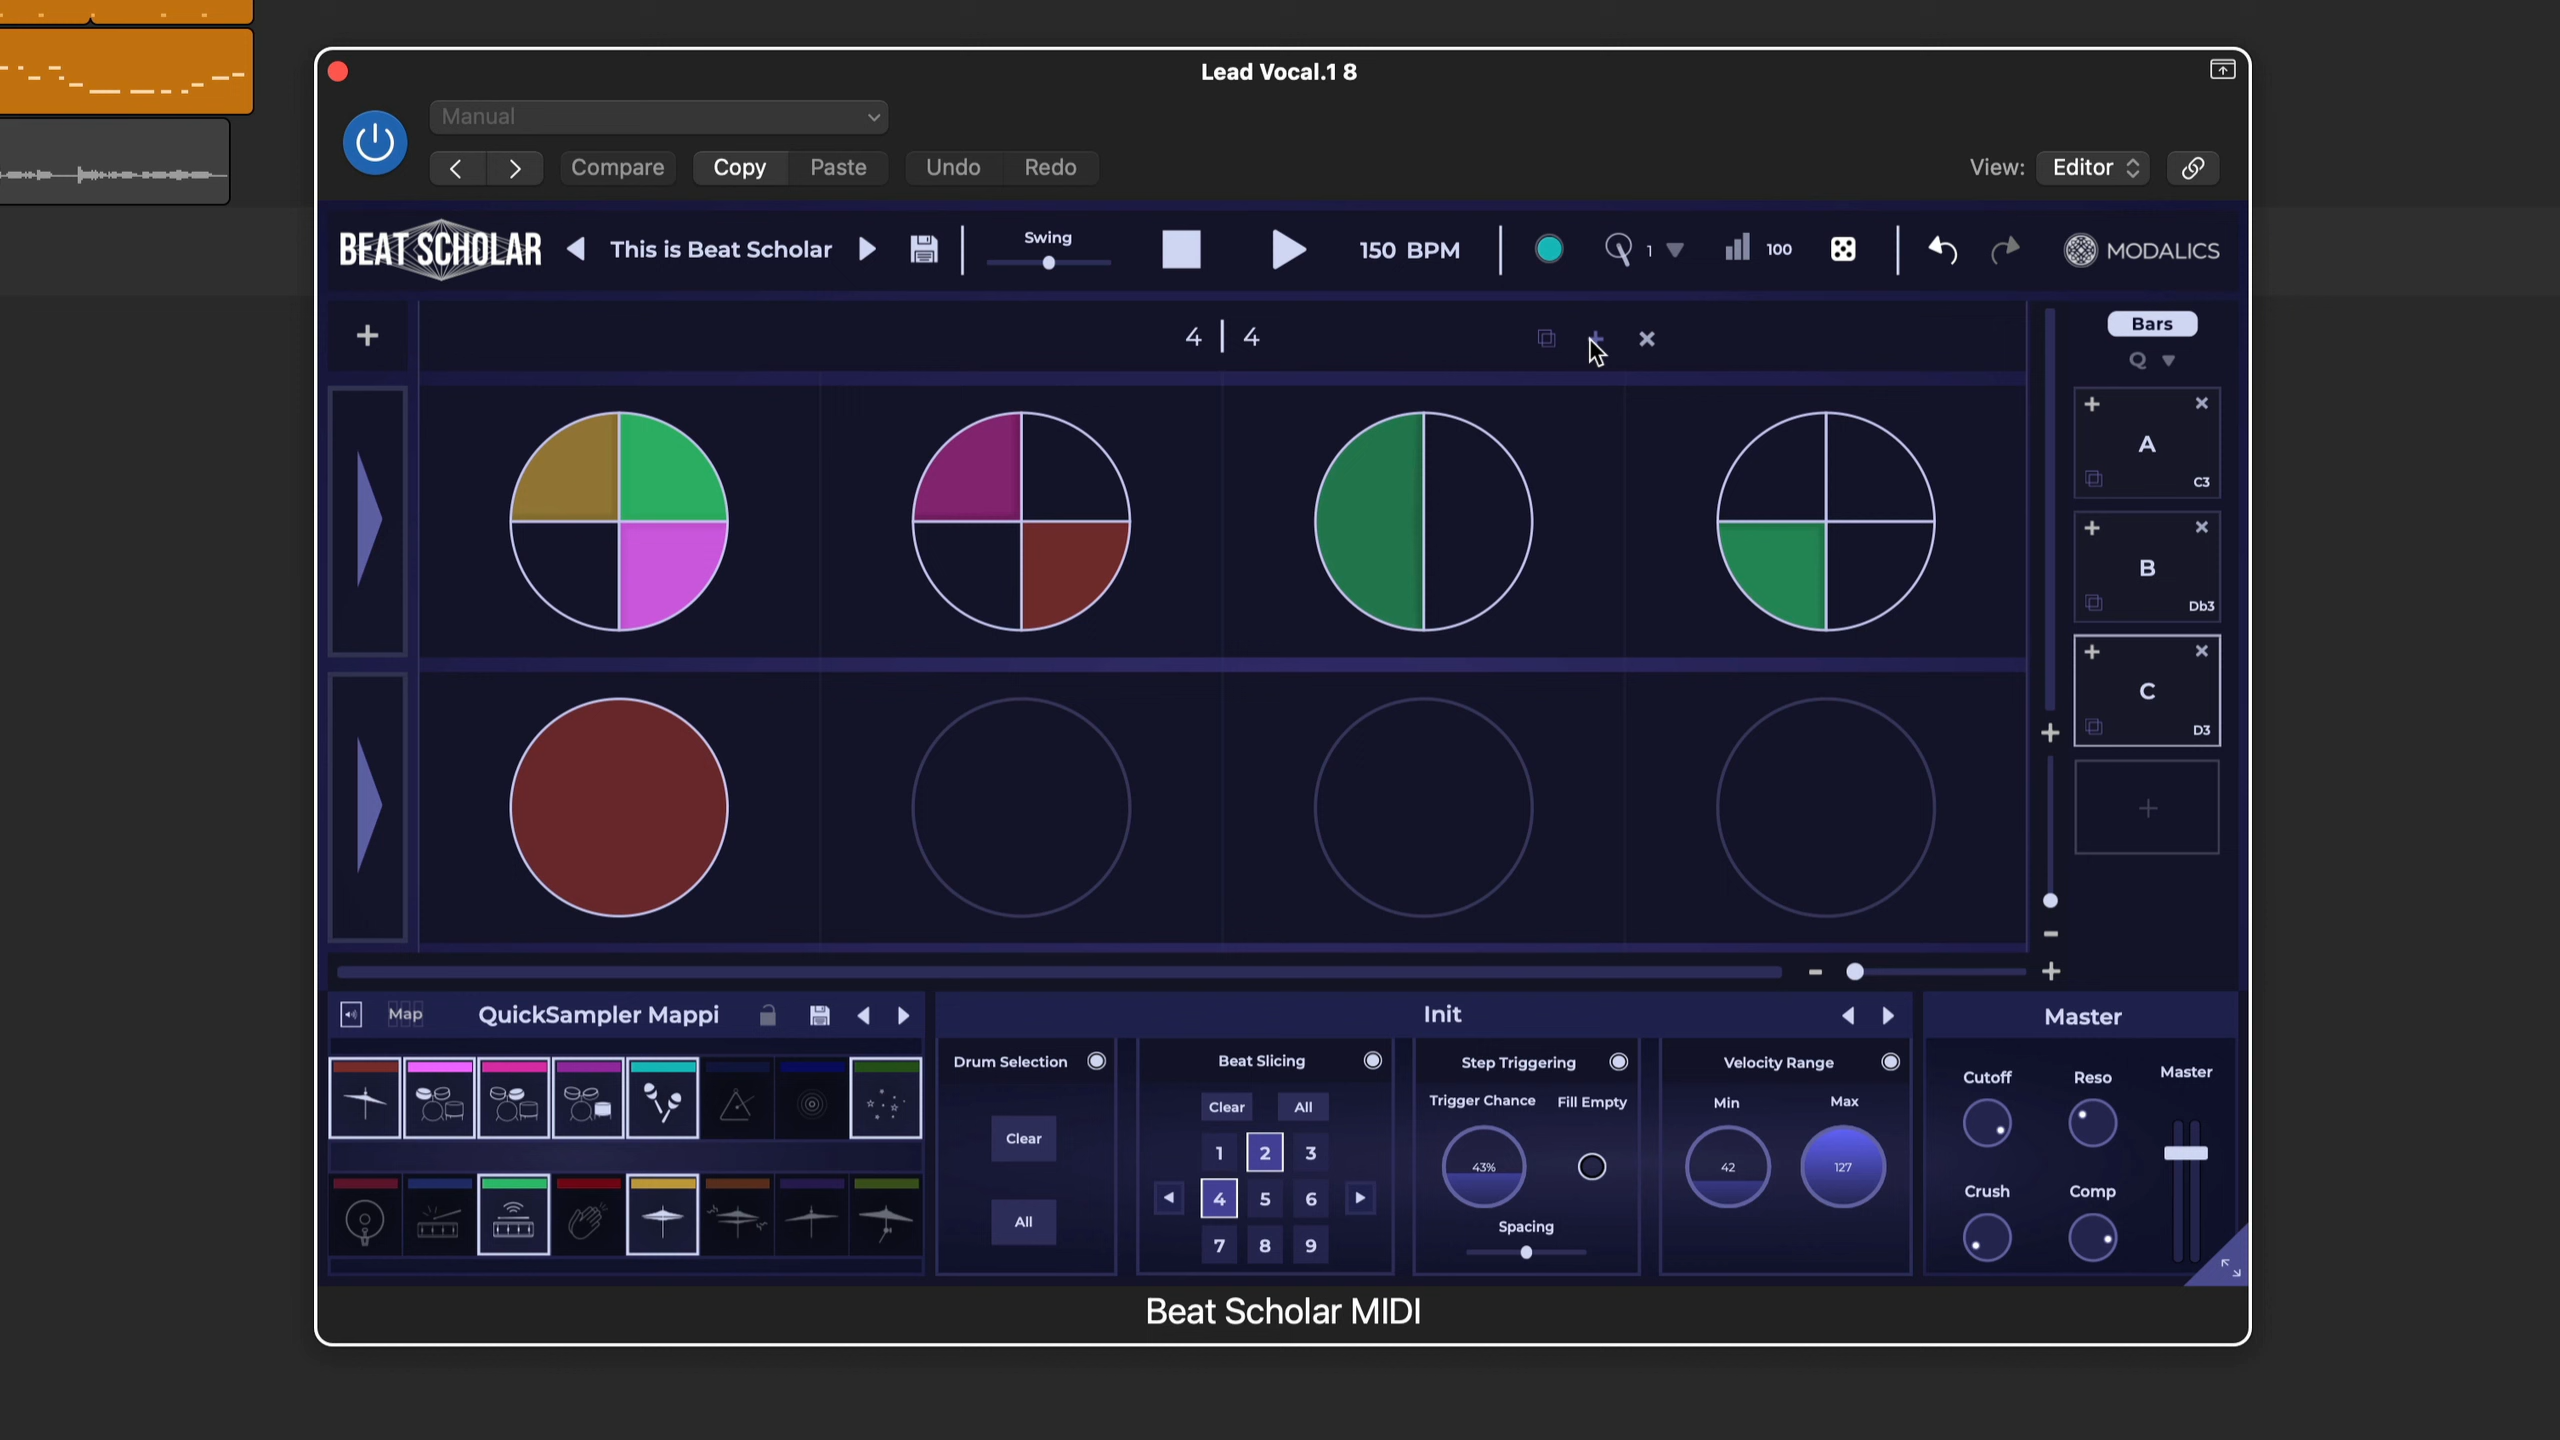 Lead Vocal.1 8
Manual
Compare Copy Paste Undo Redo View: Editor
BEAT SCHOLAR This is Beat Scholar Swing 150 BPM 1 100 MODALICS
4 | 4
Bars
Q
A
C3
B
Db3
C
D3
Map QuickSampler Mappi
Init
Master
Drum Selection
Clear
All
Beat Slicing
Clear All
1 2 3
4 5 6
7 8 9
Step Triggering
Trigger Chance Fill Empty
43%
Spacing
Velocity Range
Min Max
42 127
Cutoff Reso Master
Crush Comp
Beat Scholar MIDI